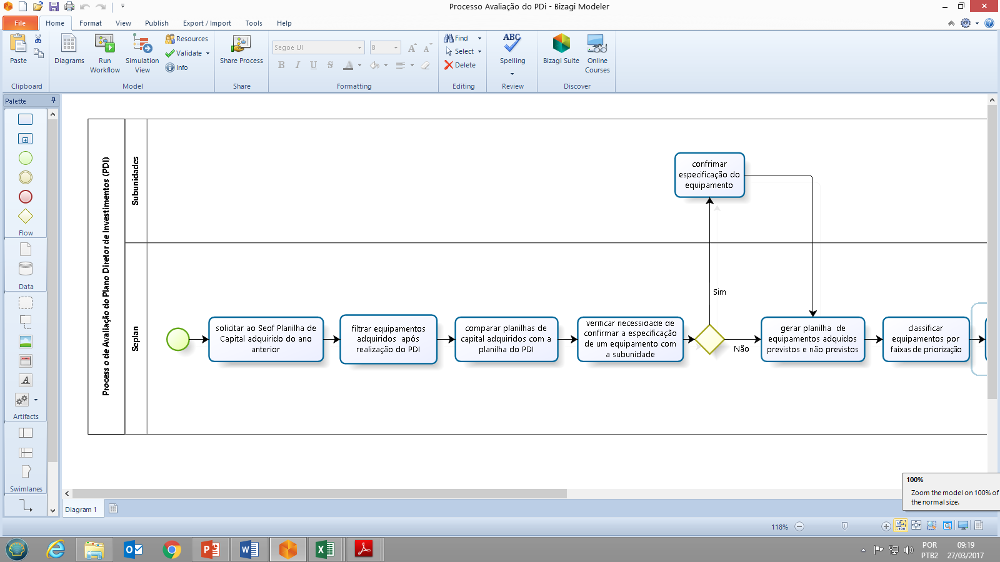 Processo Avaliação do PDi - Bizagi Modeler
File
Home
Format
View
Publish
Export / Import
Tools
Help
Paste
Clipboard
Diagrams
Run
Workflow
Simulation
View
Resources
Validate
Info
Model
Share Process
Share
Segoe UI
8
B I U S A
Formatting
Find
Select
Delete
Editing
ABC
Spelling
Review
Bizagi Suite
Online
Courses
Discover
Palette
Flow
Data
Artifacts
Swimlanes
Process o de Avaliação do Plano Diretor de Investimentos (PDI)
Subunidades
Seplan
confrimar
especificação do
equipamento
Sim
solicitar ao Seof Planilha de
Capital adquirido do ano
anterior
filtrar equipamentos
adquiridos após
realização do PDI
comparar planilhas de
capital adquiridos com a
planilha do PDI
verificar necessidade de
confirmar a especificação
de um equipamento com
a subunidade
Não
gerar planilha de
equipamentos adquidos
previstos e não previstos
classificar
equipamentos por
faixas de priorização
100%
Zoom the model on 100% of
the normal size.
Diagram 1
118%
100
POR
PTB2
09:19
27/03/2017